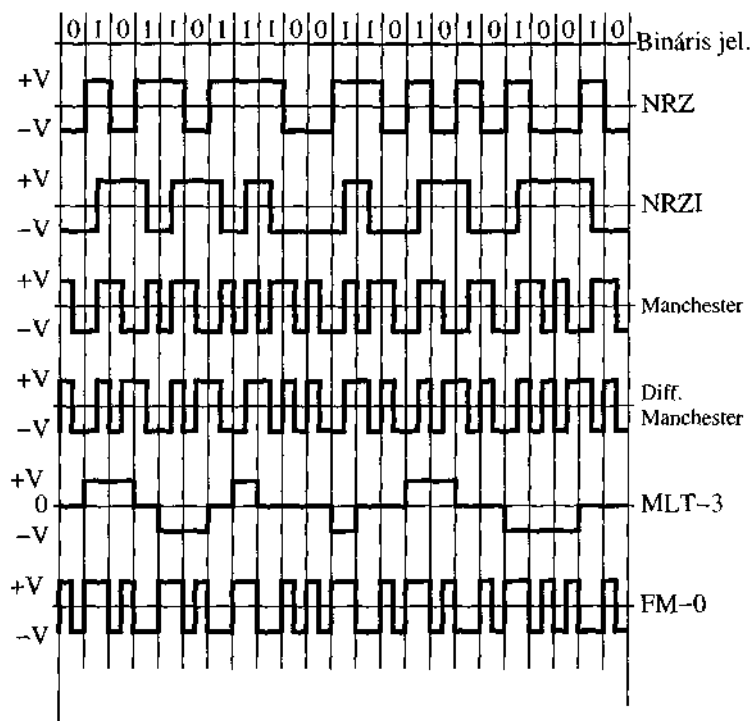 0 1 0 1 1 0 1 1 1 0 0 1 1 0 1 0 1 0 1 0 0 1 0 Bináris jel.
+V
−V
NRZ
+V
−V
NRZI
+V
−V
Manchester
+V
−V
Diff.
Manchester
+V
0
−V
MLT−3
+V
−V
FM−0